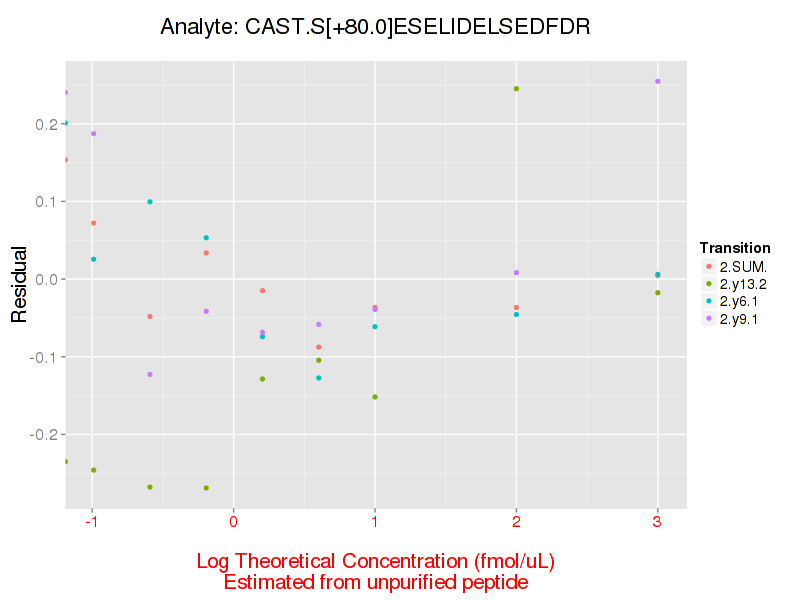 Analyte: CAST.S[+80.0]ESELIDELSEDFDR
Residual
0.2
0.1
0.0
-0.1
-0.2
-1 0 1 2 3
Log Theoretical Concentration (fmol/uL)
Estimated from unpurified peptide
Transition
2.SUM.
2.y13.2
2.y6.1
2.y9.1